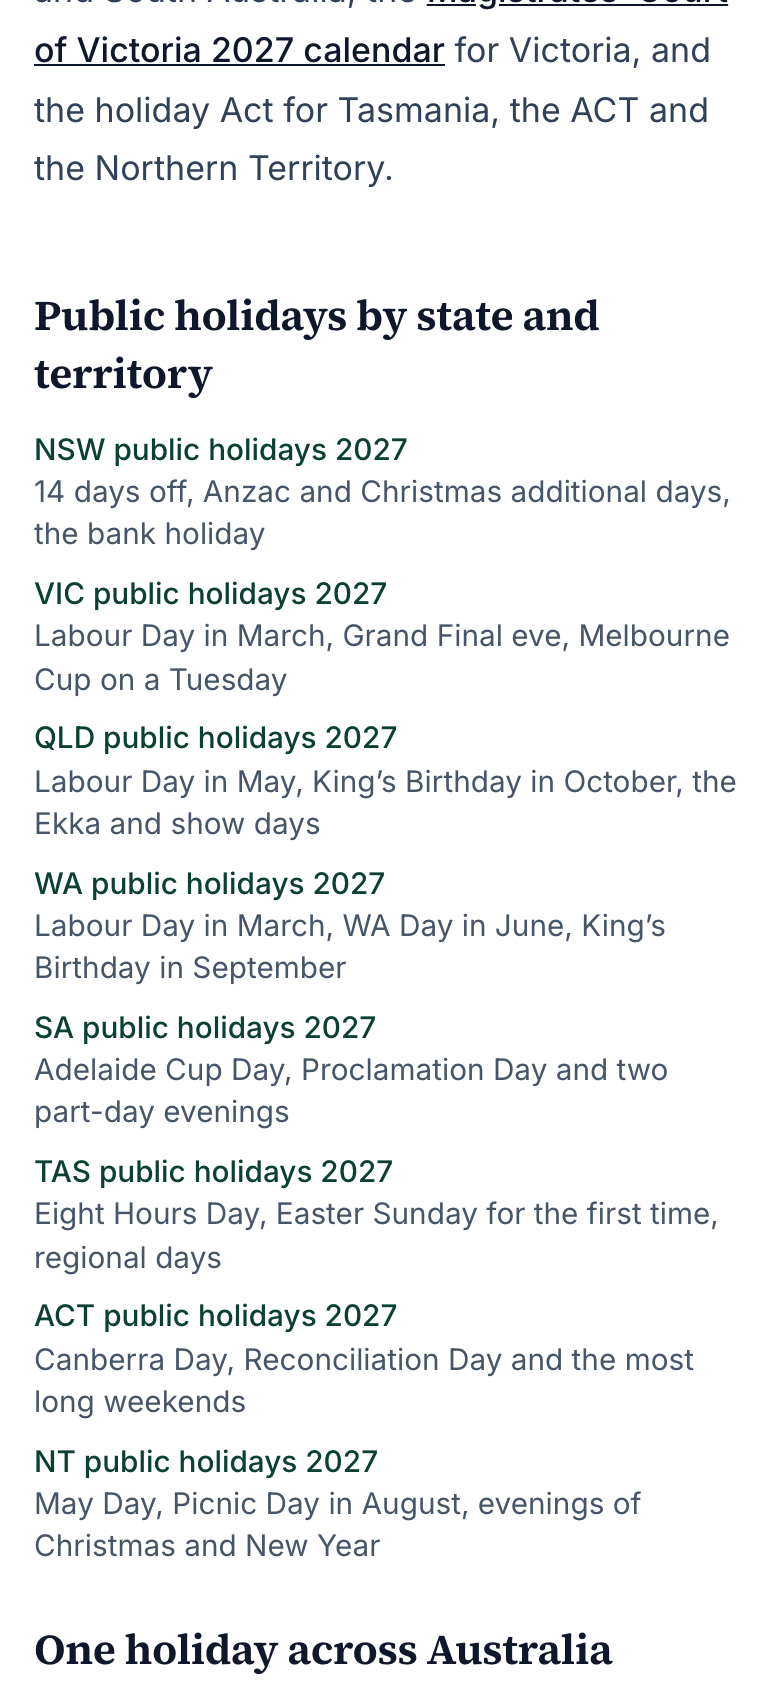 and South Australia, the Magistrates' Court
of Victoria 2027 calendar for Victoria, and
the holiday Act for Tasmania, the ACT and
the Northern Territory.
Public holidays by state and
territory
NSW public holidays 2027
14 days off, Anzac and Christmas additional days,
the bank holiday
VIC public holidays 2027
Labour Day in March, Grand Final eve, Melbourne
Cup on a Tuesday
QLD public holidays 2027
Labour Day in May, King’s Birthday in October, the
Ekka and show days
WA public holidays 2027
Labour Day in March, WA Day in June, King’s
Birthday in September
SA public holidays 2027
Adelaide Cup Day, Proclamation Day and two
part-day evenings
TAS public holidays 2027
Eight Hours Day, Easter Sunday for the first time,
regional days
ACT public holidays 2027
Canberra Day, Reconciliation Day and the most
long weekends
NT public holidays 2027
May Day, Picnic Day in August, evenings of
Christmas and New Year
One holiday across Australia